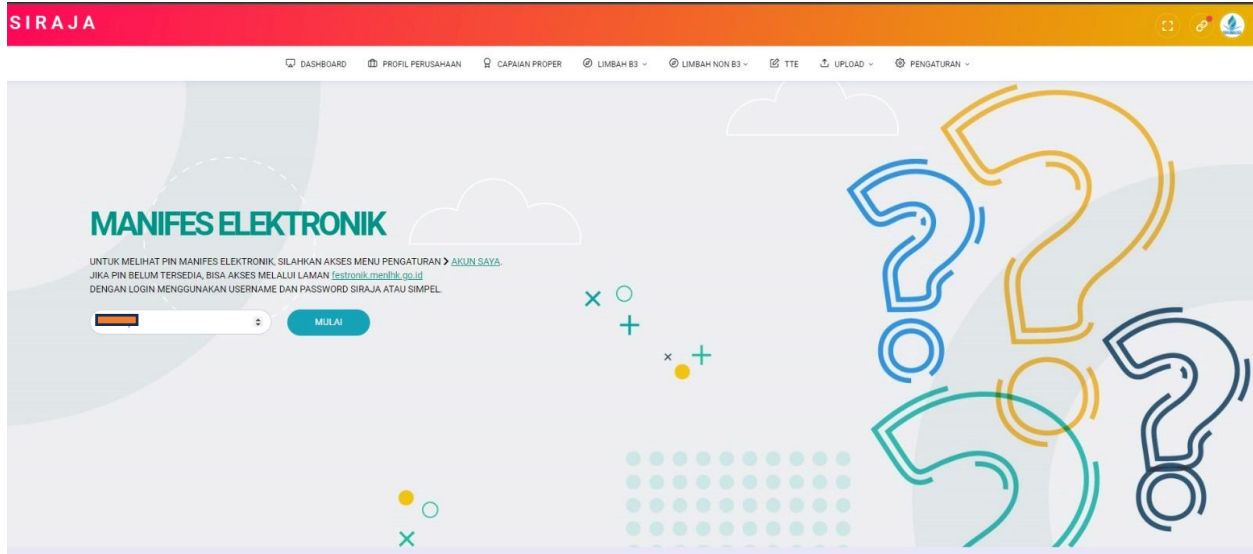 SIRAJA
DASHBOARD PROFIL PERUSAHAAN CAPAIAN PROPER LIMBAH B3 LIMBAH NON B3 TTE UPLOAD PENGATURAN
MANIFES ELEKTRONIK
UNTUK MELIHAT PIN MANIFES ELEKTRONIK, SILAHKAN AKSES MENU PENGATURAN > AKUN SAYA.
JIKA PIN BELUM TERSEDIA, BISA AKSES MELALUI LAMAN festronik.menlhk.go.id
DENGAN LOGIN MENGGUNAKAN USERNAME DAN PASSWORD SIRAJA ATAU SIMPEL.
MULAI